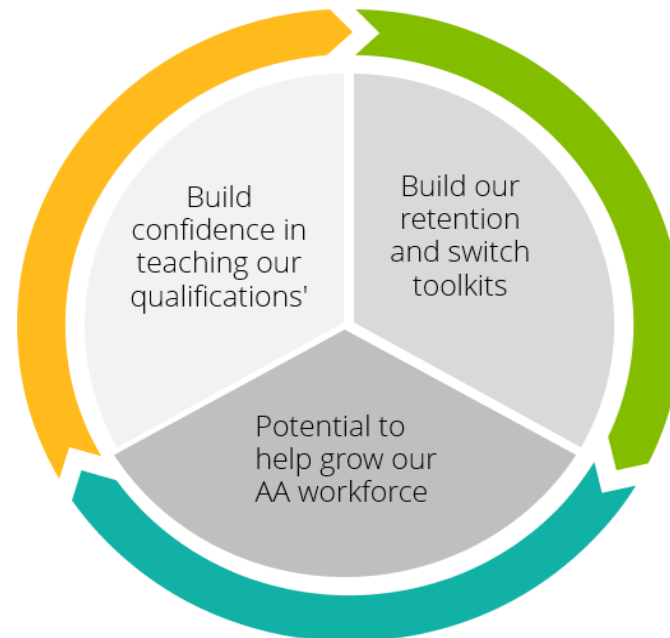 Build
confidence in
teaching our
qualifications'
Build our
retention
and switch
toolkits
Potential to
help grow our
AA workforce